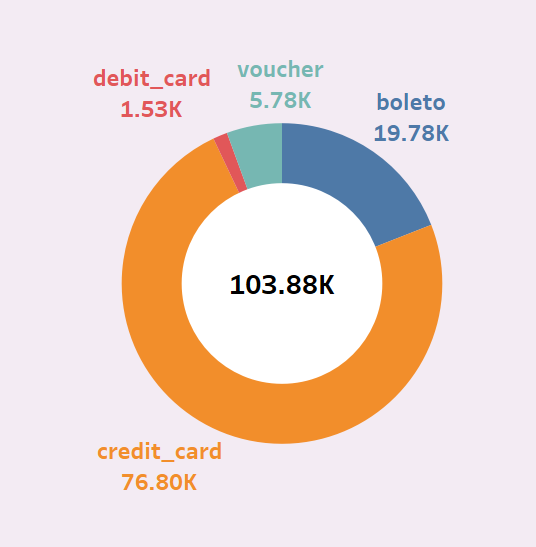 voucher
5.78K
debit_card
1.53K
boleto
19.78K
103.88K
credit_card
76.80K